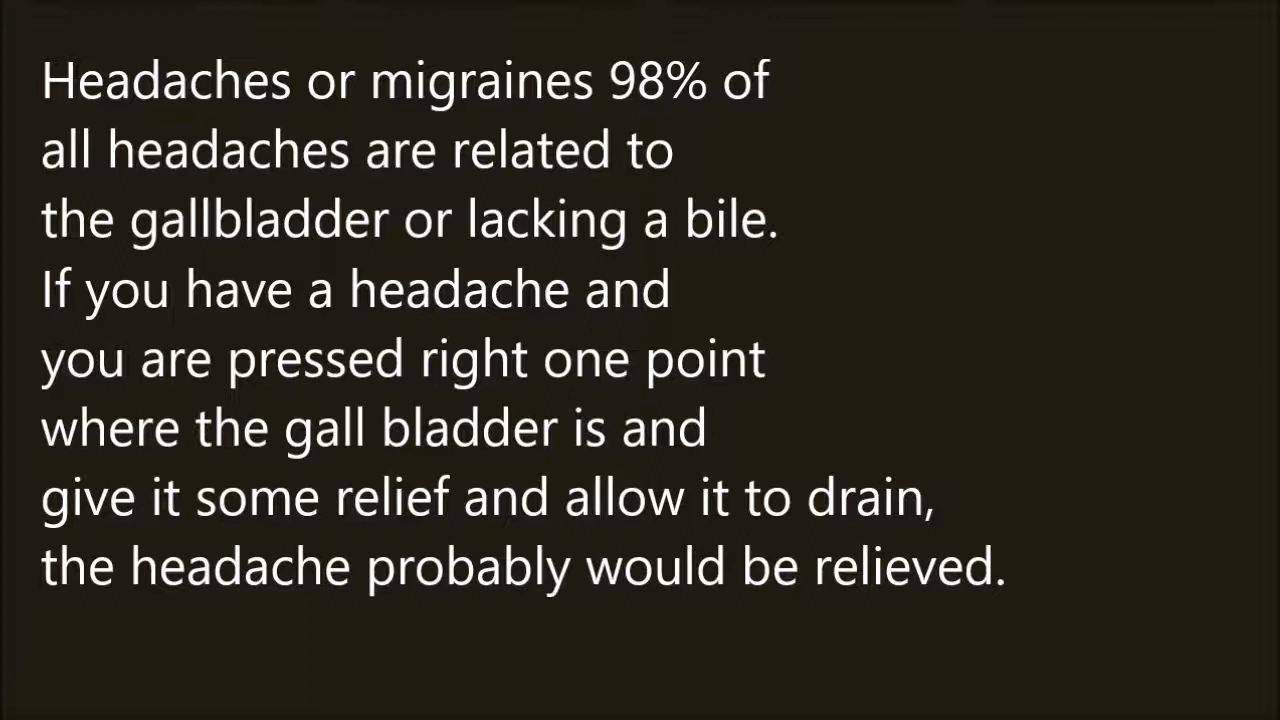 Headaches or migraines 98% of
all headaches are related to
the gallbladder or lacking a bile.
If you have a headache and
you are pressed right one point
where the gall bladder is and
give it some relief and allow it to drain,
the headache probably would be relieved.